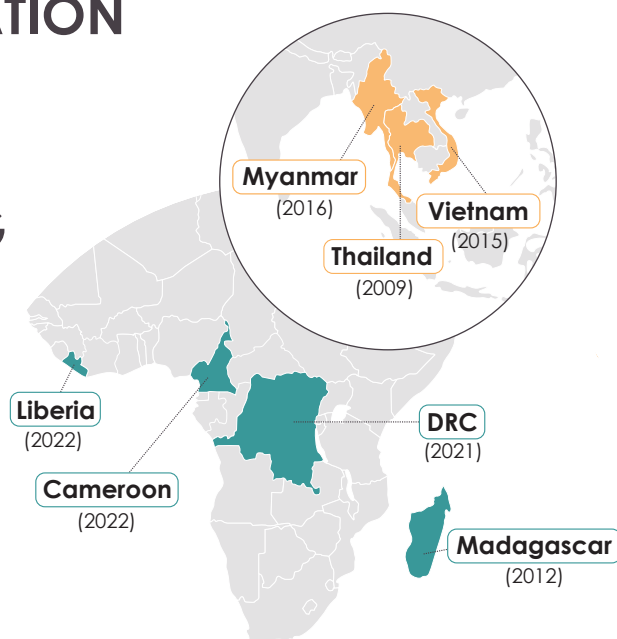 ATION
G
Myanmar
(2016)
Vietnam
(2015)
Thailand
(2009)
Liberia
(2022)
DRC
(2021)
Cameroon
(2022)
Madagascar
(2012)